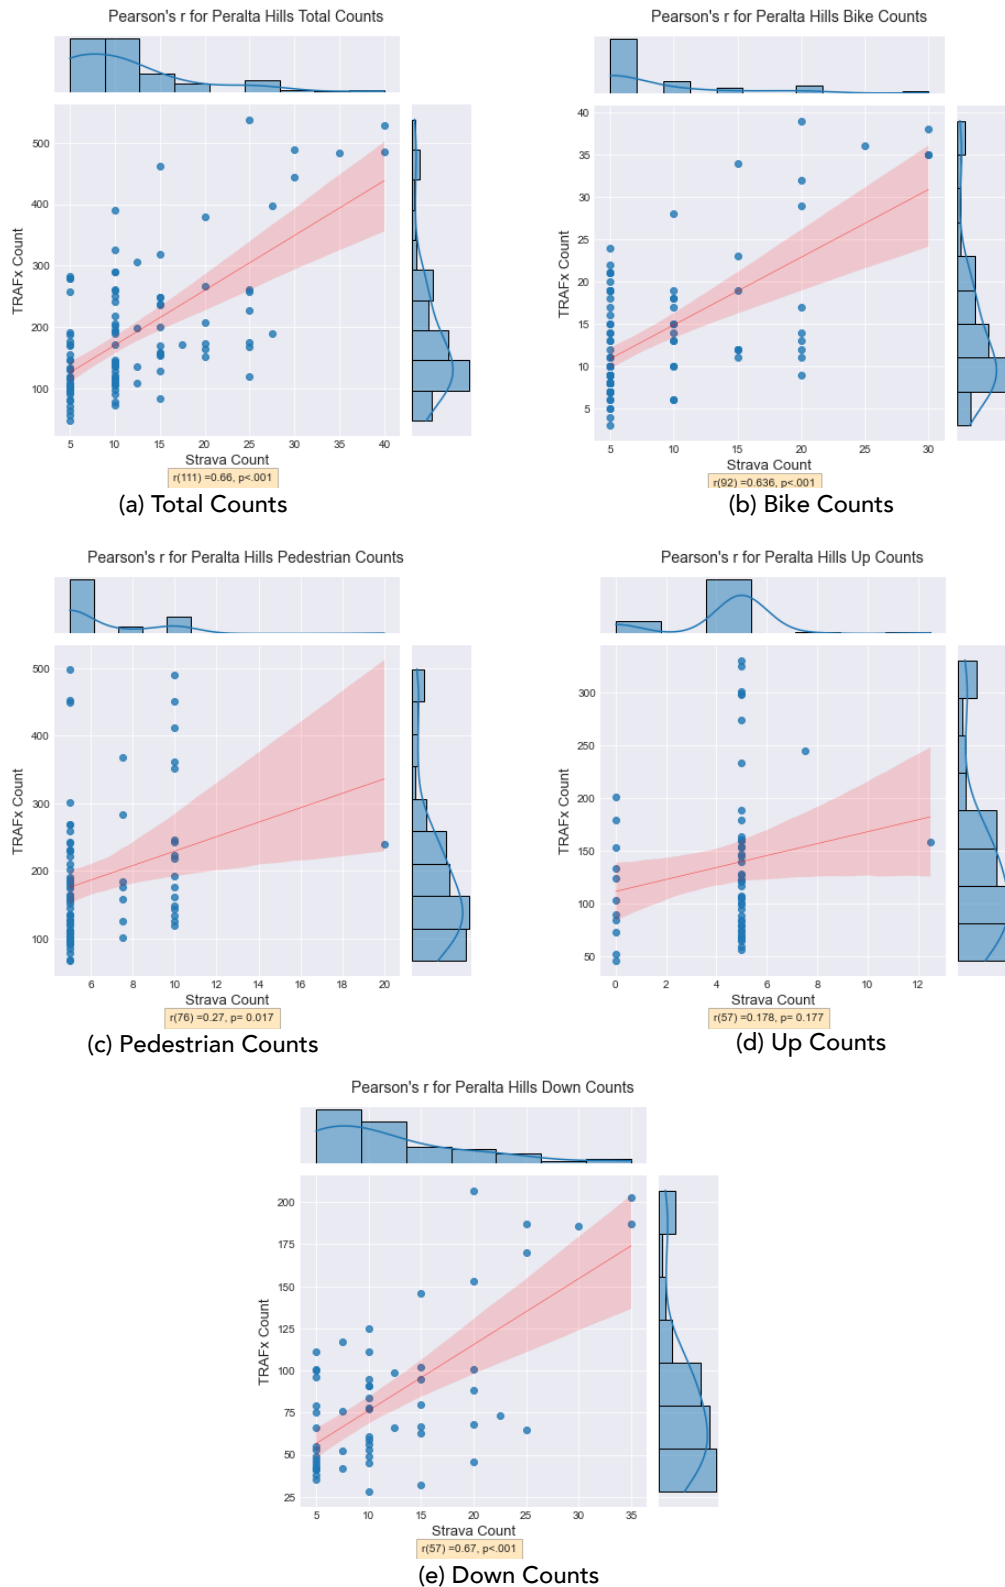 Pearson's r for Peralta Hills Total Counts
500
400
300
200
100
TRAFx Count
5 10 15 20 25 30 35 40
Strava Count
r(111) =0.66, p<.001
(a) Total Counts
Pearson's r for Peralta Hills Bike Counts
40
35
30
25
20
15
10
5
TRAFx Count
5 10 15 20 25 30
Strava Count
r(92) =0.636, p<.001
(b) Bike Counts
Pearson's r for Peralta Hills Pedestrian Counts
500
400
300
200
100
TRAFx Count
6 8 10 12 14 16 18 20
Strava Count
r(76) =0.27, p= 0.017
(c) Pedestrian Counts
Pearson's r for Peralta Hills Up Counts
300
250
200
150
100
50
TRAFx Count
0 2 4 6 8 10 12
Strava Count
r(57) =0.178, p= 0.177
(d) Up Counts
Pearson's r for Peralta Hills Down Counts
200
175
150
125
100
75
50
25
TRAFx Count
5 10 15 20 25 30 35
Strava Count
r(57) =0.67, p<.001
(e) Down Counts